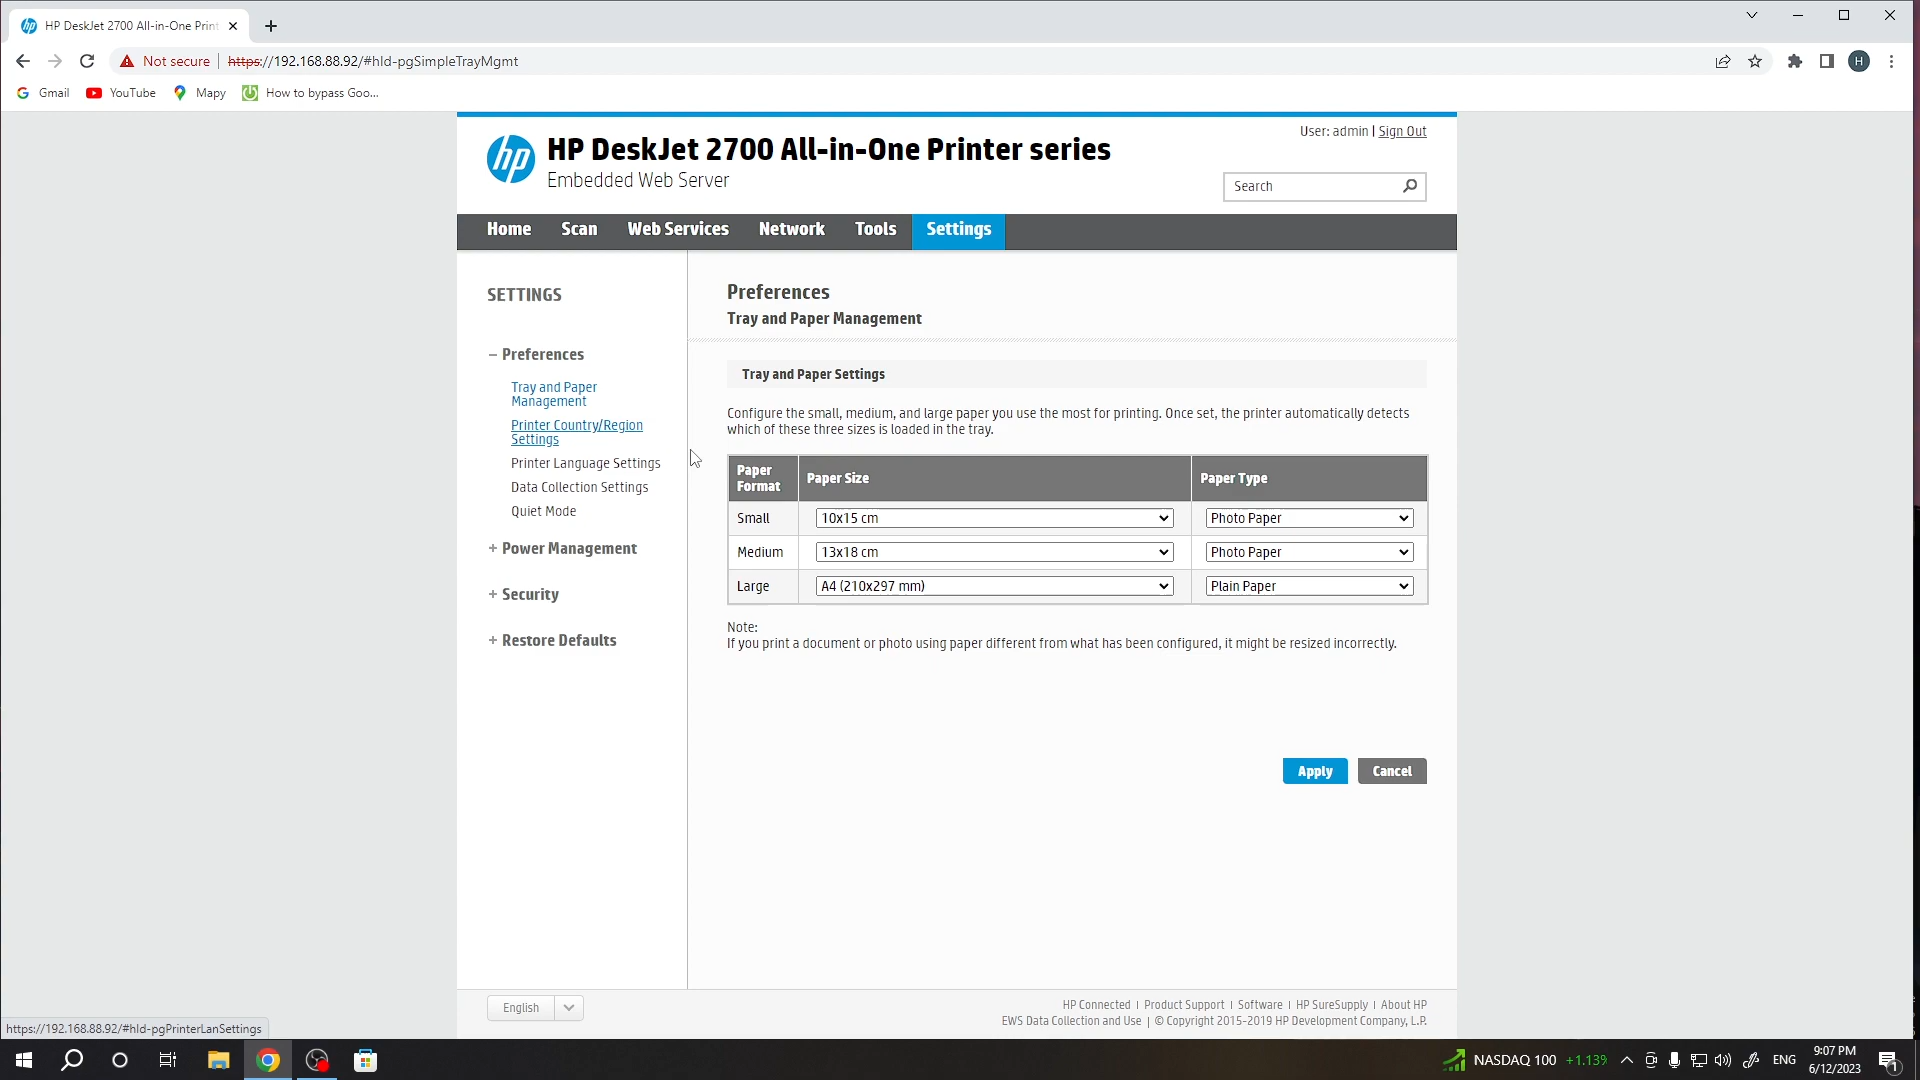 HP DeskJet 2700 All-in-One Print
Not secure | https://192.168.88.92/#hId-pgSimpleTrayMgmt
H
Gmail YouTube Mapy How to bypass Goo...
User: admin | Sign Out
hp HP DeskJet 2700 All-in-One Printer series
Embedded Web Server
Search
Home Scan Web Services Network Tools Settings
SETTINGS
– Preferences
Tray and Paper
Management
Printer Country/Region
Settings
Printer Language Settings
Data Collection Settings
Quiet Mode
+ Power Management
+ Security
+ Restore Defaults
Preferences
Tray and Paper Management
Tray and Paper Settings
Configure the small, medium, and large paper you use the most for printing. Once set, the printer automatically detects
which of these three sizes is loaded in the tray.
Paper
Format Paper Size Paper Type
Small 10x15 cm Photo Paper
Medium 13x18 cm Photo Paper
Large A4 (210x297 mm) Plain Paper
Note:
If you print a document or photo using paper different from what has been configured, it might be resized incorrectly.
Apply Cancel
English
HP Connected | Product Support | Software | HP SureSupply | About HP
EWS Data Collection and Use | © Copyright 2015-2019 HP Development Company, L.P.
https://192.168.88.92/#hId-pgPrinterLanSettings
NASDAQ 100 +1.13% ENG
9:07 PM
6/12/2023
1